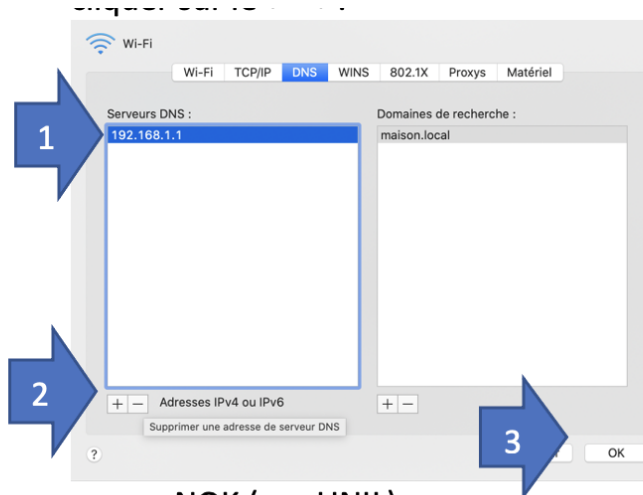 Wi-Fi
Wi-Fi TCP/IP DNS WINS 802.1X Proxys Matériel
Serveurs DNS : Domaines de recherche :
1
192.168.1.1 maison.local
2
+ − Adresses IPv4 ou IPv6 + −
Supprimer une adresse de serveur DNS
3
? OK